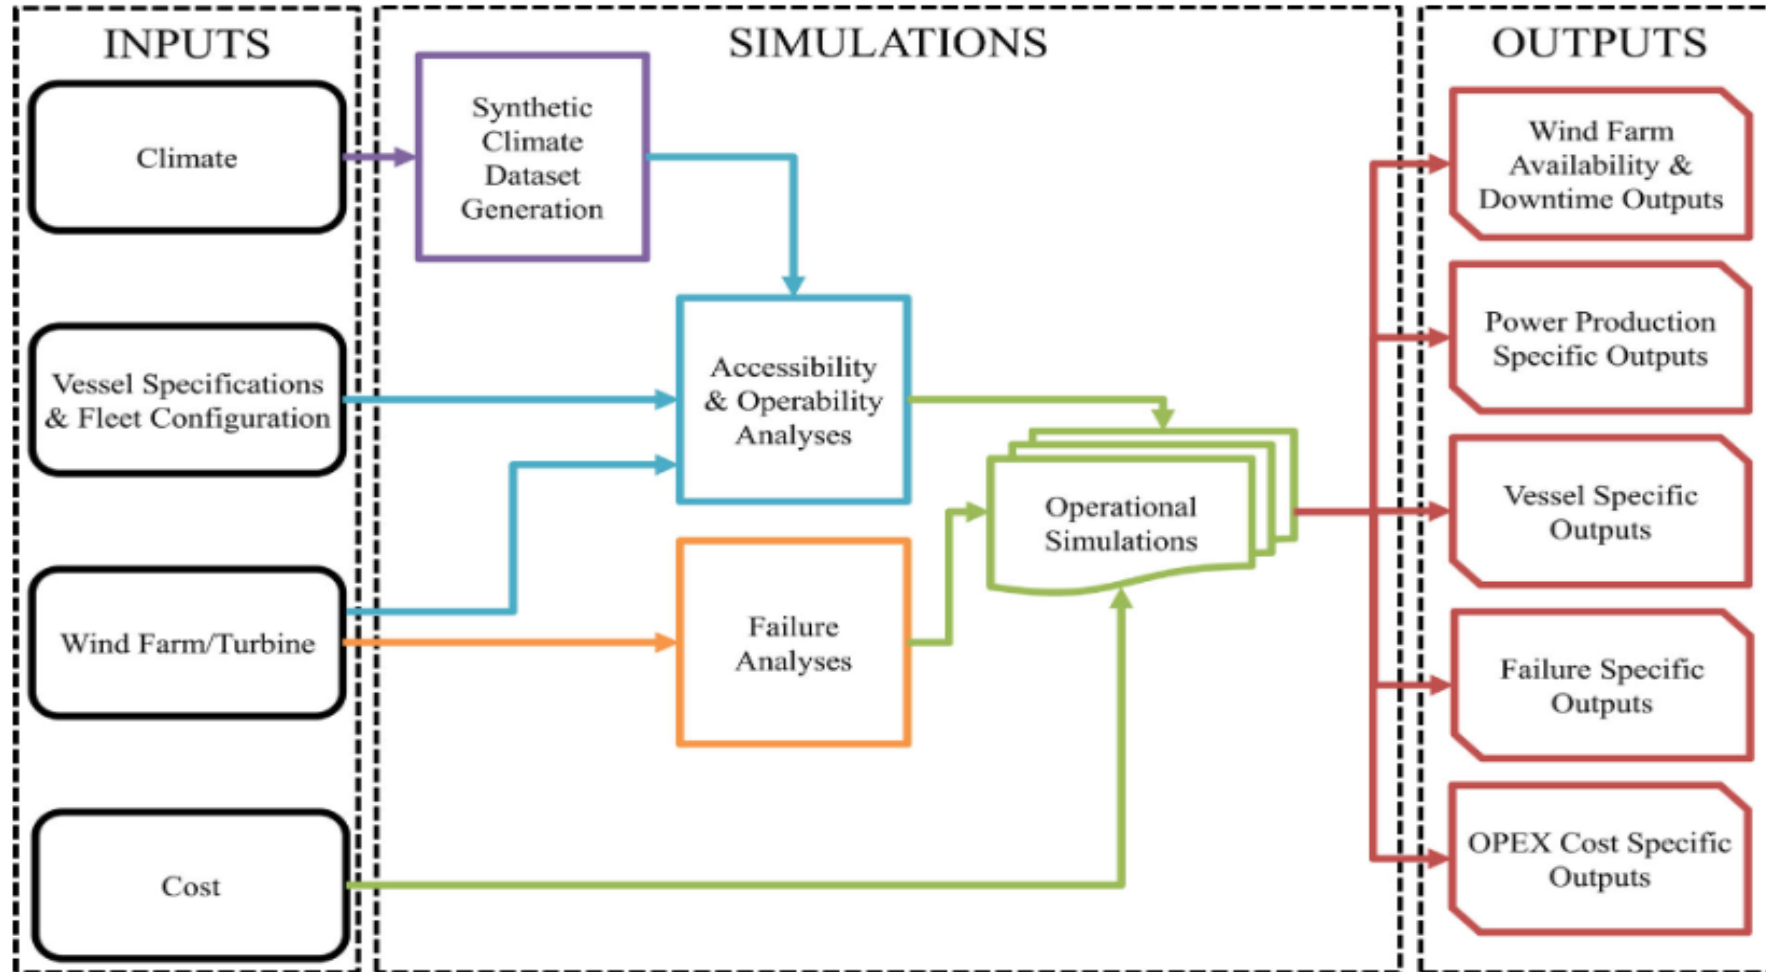 INPUTS
Climate
Vessel Specifications
& Fleet Configuration
Wind Farm/Turbine
Cost
SIMULATIONS
Synthetic
Climate
Dataset
Generation
Accessibility
& Operability
Analyses
Failure
Analyses
Operational
Simulations
OUTPUTS
Wind Farm
Availability &
Downtime Outputs
Power Production
Specific Outputs
Vessel Specific
Outputs
Failure Specific
Outputs
OPEX Cost Specific
Outputs